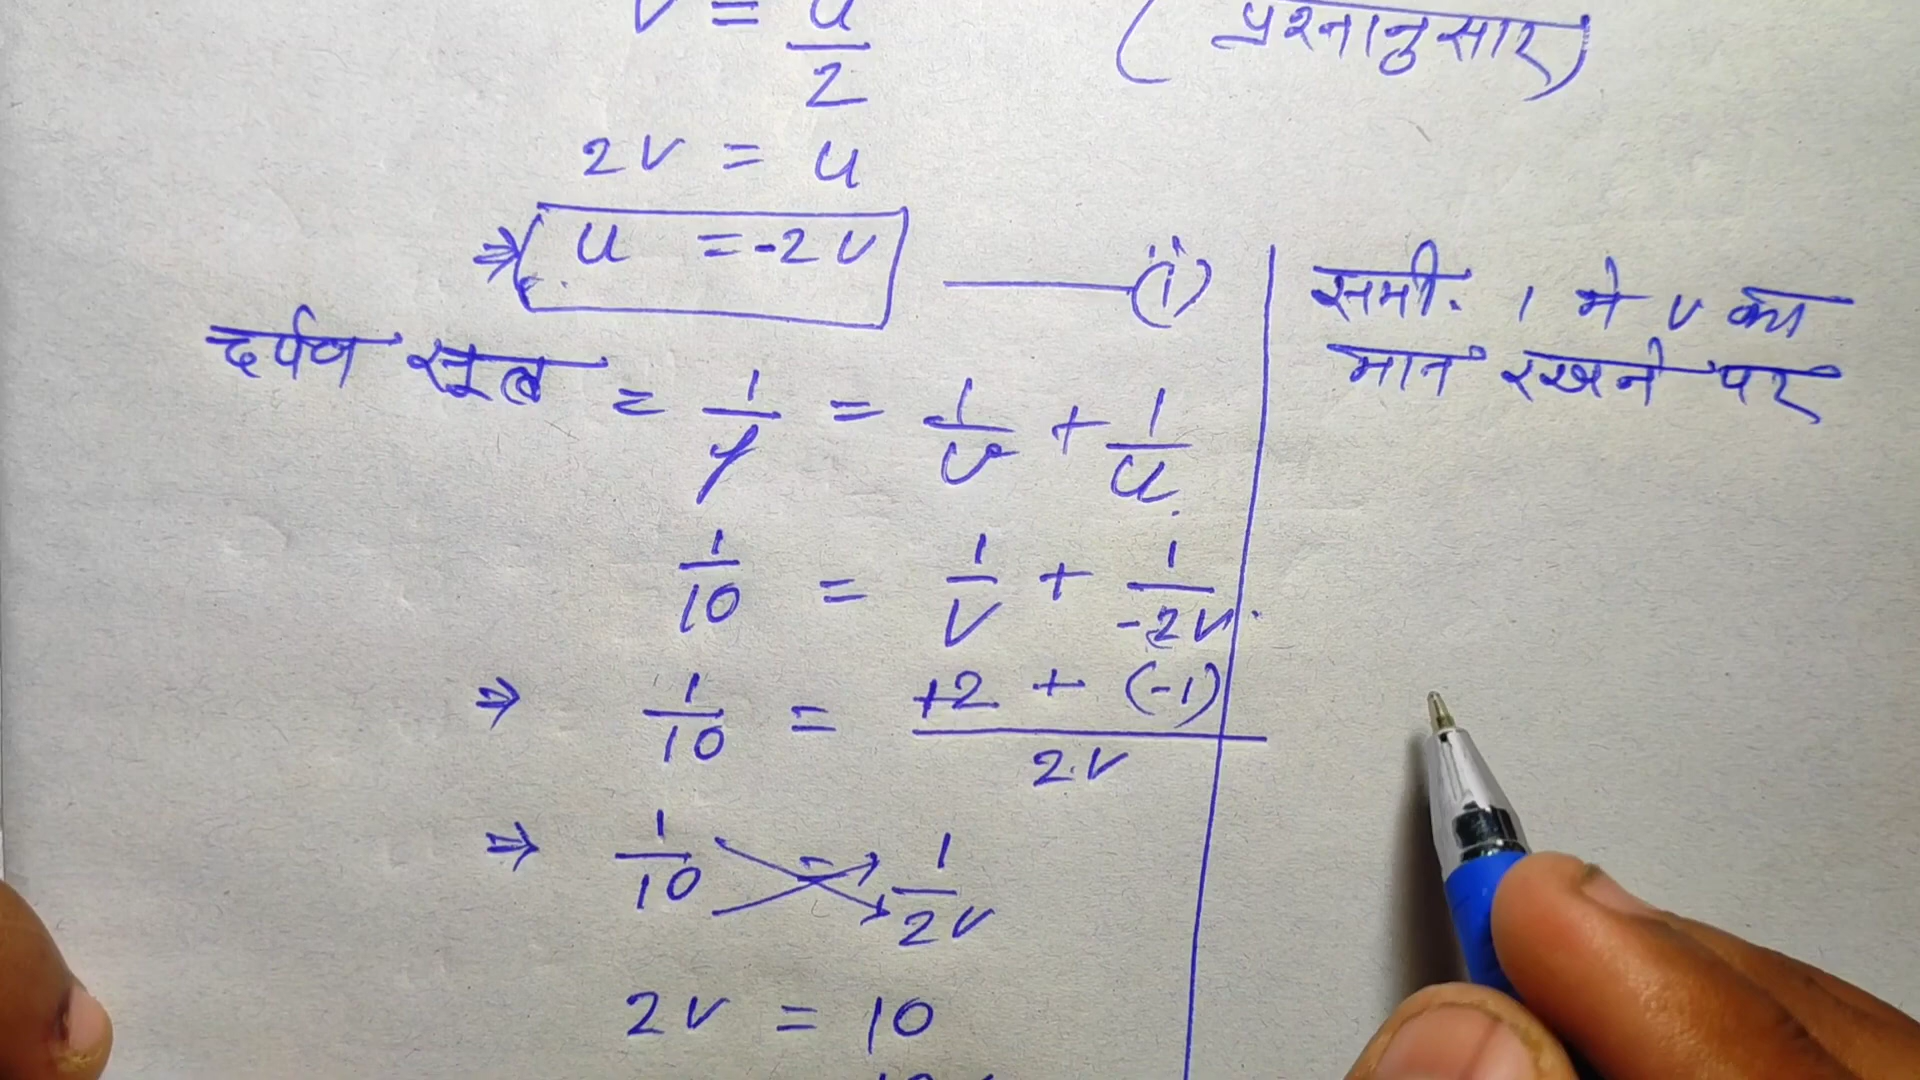 v = u/2 (प्रश्नानुसार)
2v = u
⇒ u = -2v —— (i)
दर्पण सूत्र = 1/f = 1/v + 1/u
1/10 = 1/v + 1/-2v
⇒ 1/10 = +2 + (-1) / 2v
⇒ 1/10 = 1/2v
2v = 10
समी. 1 मे v का
मान रखने पर